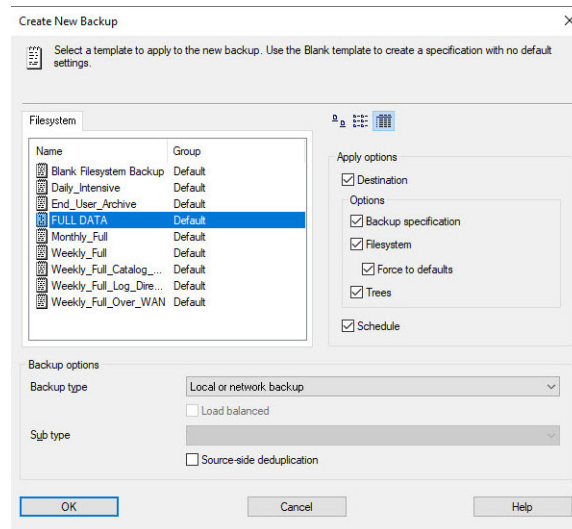 Create New Backup
Select a template to apply to the new backup. Use the Blank template to create a specification with no default
settings.
Filesystem
Name Group
Blank Filesystem Backup Default
Daily_Intensive Default
End_User_Archive Default
FULL DATA Default
Monthly_Full Default
Weekly_Full Default
Weekly_Full_Catalog_... Default
Weekly_Full_Log_Dire... Default
Weekly_Full_Over_WAN Default
Apply options
Destination
Options
Backup specification
Filesystem
Force to defaults
Trees
Schedule
Backup options
Backup type Local or network backup
Load balanced
Sub type
Source-side deduplication
OK Cancel Help